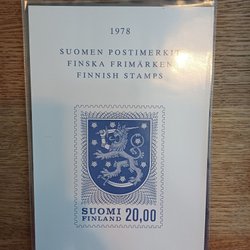 1978
SUOMEN POSTIMERKIT
FINSKA FRIMÄRKEN
FINNISH STAMPS
SUOMI
FINLAND 20,00